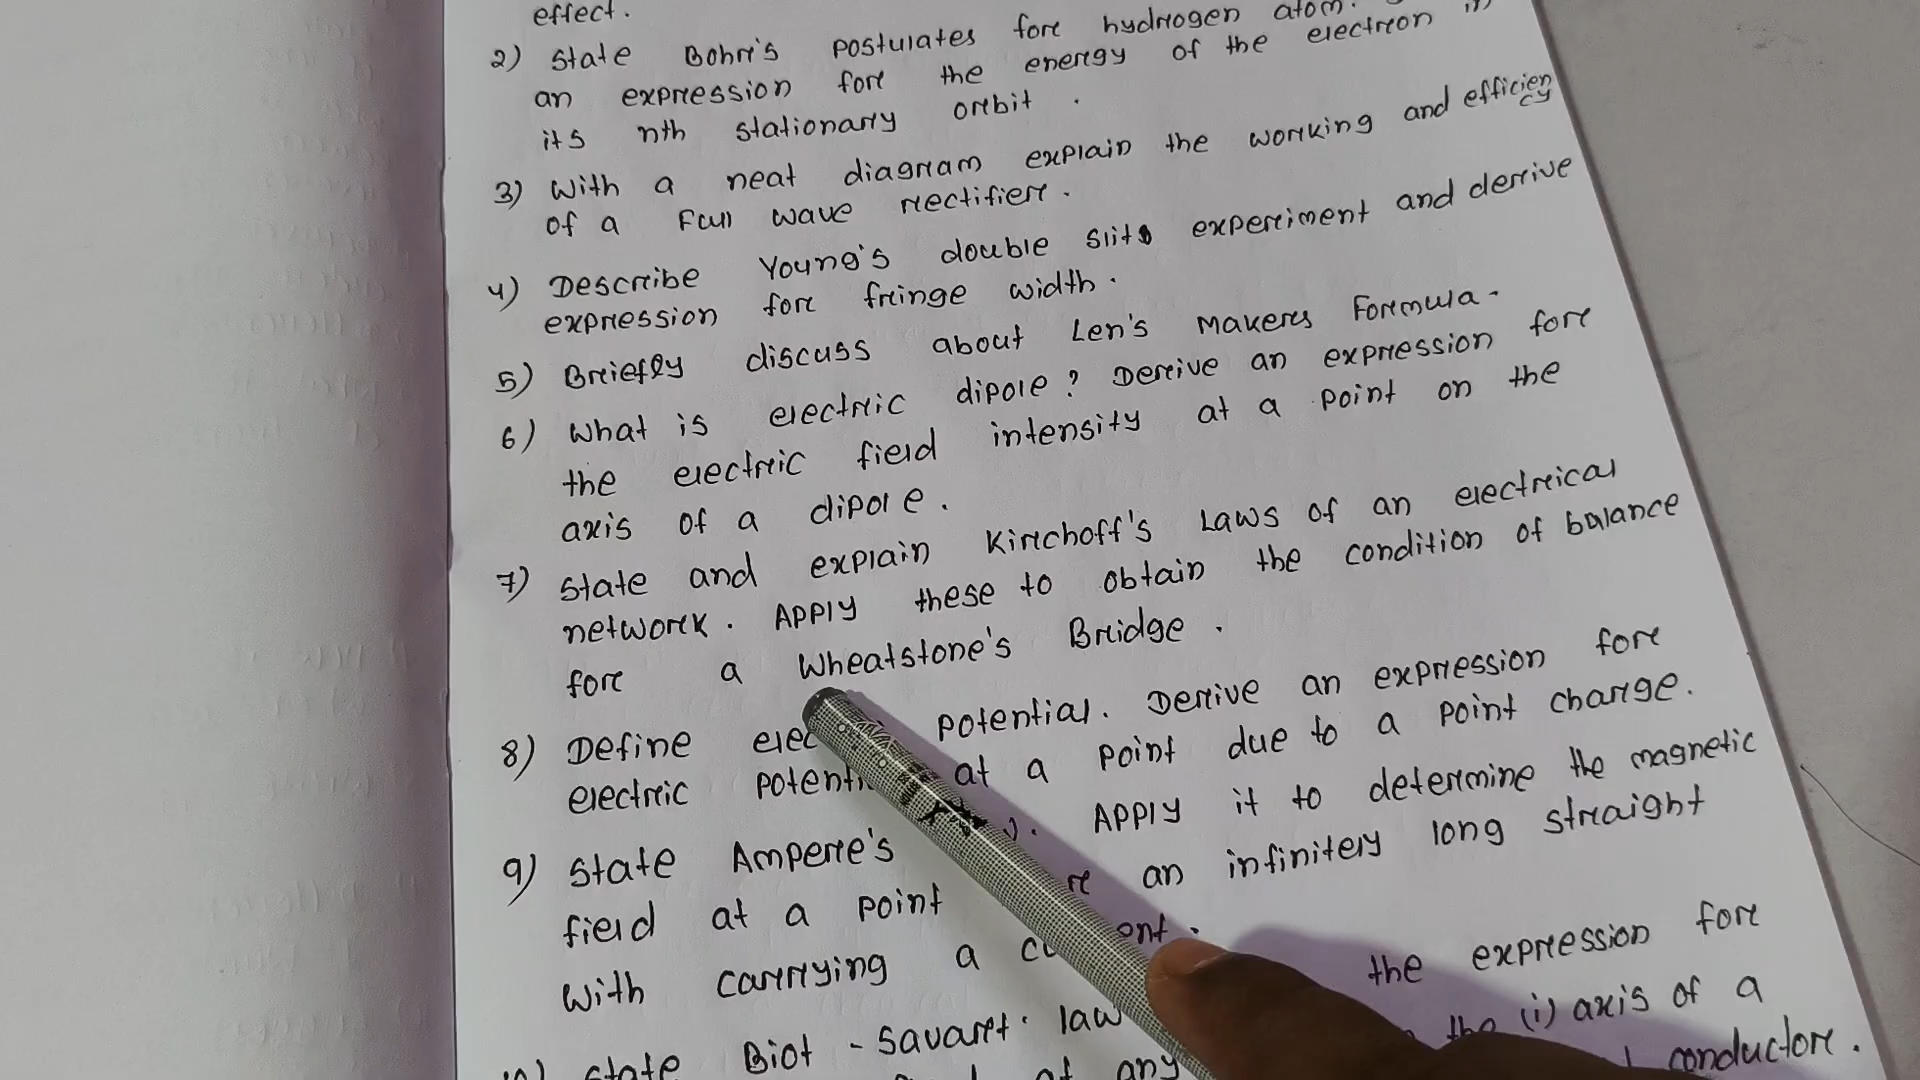 effect.
2) State Bohr's postulates for hydrogen atom.
an expression for the energy of the electron in
its nth stationary orbit.
3) With a neat diagram explain the working and efficiency
of a Full wave rectifier.
4) Describe Young's double slits experiment and derive
expression for fringe width.
5) Briefly discuss about Len's Makers Formula.
6) What is electric dipole? Derive an expression for
the electric field intensity at a point on the
axis of a dipole.
7) State and explain Kirchoff's Laws of an electrical
network. Apply these to obtain the condition of balance
for a Wheatstone's Bridge.
8) Define potential. Derive an expression for
electric at a point due to a point charge.
9) State Ampere's Apply it to determine the magnetic
field at a point an infinitely long straight
with carrying a
the expression for
State Biot-Savart law the (i) axis of a
at any conductor.